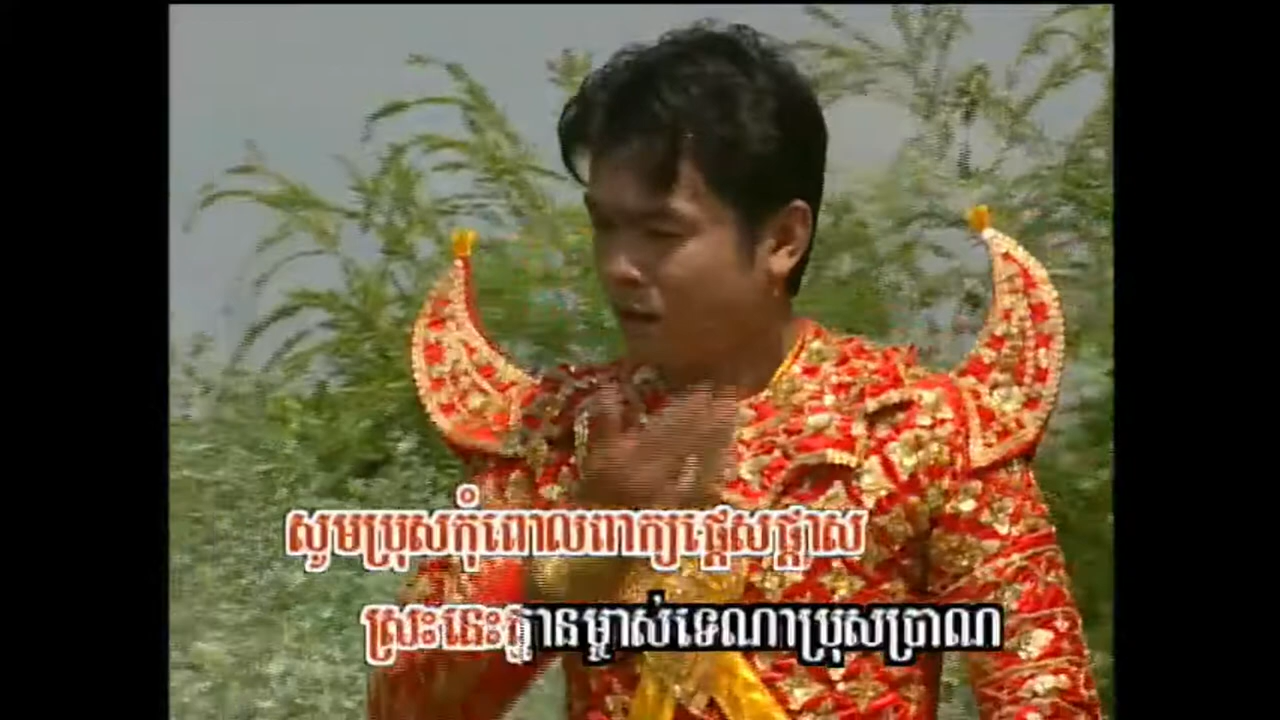 សូមប្រុសកុំពោលពាក្យផ្ដេសផ្ដាស
ស្រះនេះគ្មានម្ចាស់ទេណាប្រុសប្រាណ